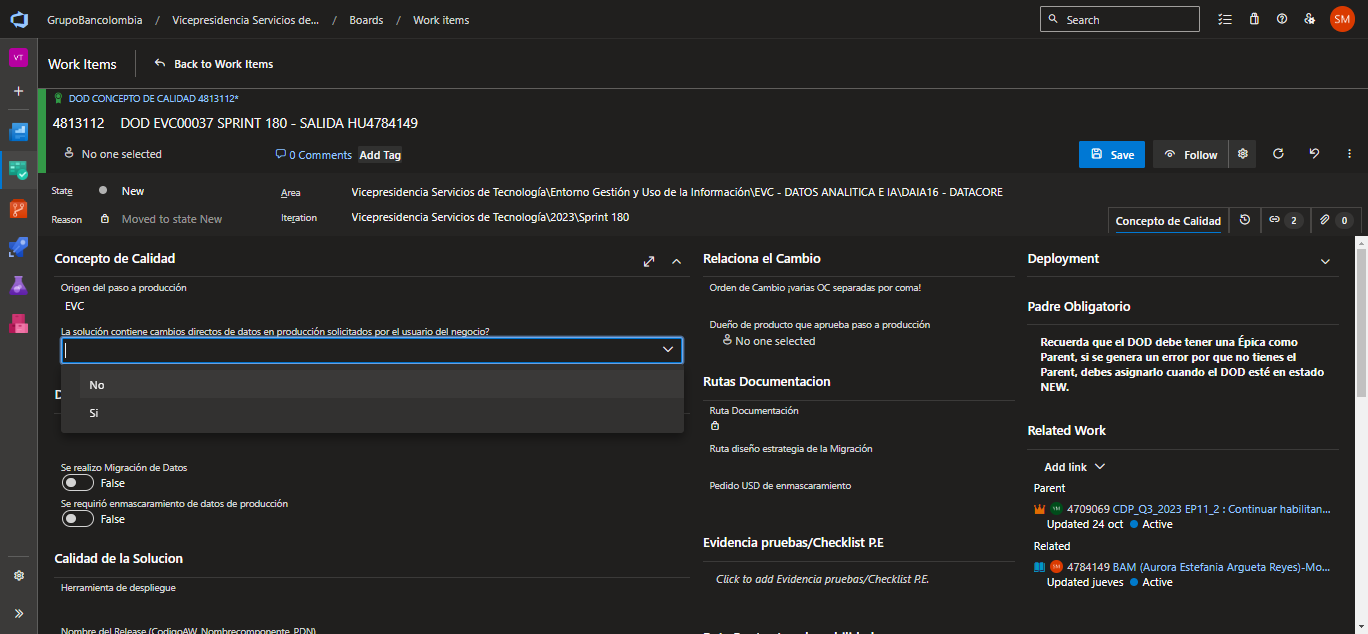 GrupoBancolombia / Vicepresidencia Servicios de... / Boards / Work items
Search
SM
VT
Work Items
Back to Work Items
DOD CONCEPTO DE CALIDAD 4813112*
4813112 DOD EVC00037 SPRINT 180 - SALIDA HU4784149
No one selected
0 Comments
Add Tag
Save
Follow
State
New
Area
Vicepresidencia Servicios de Tecnología\Entorno Gestión y Uso de la Información\EVC - DATOS ANALITICA E IA\DAIA16 - DATACORE
Reason
Moved to state New
Iteration
Vicepresidencia Servicios de Tecnología\2023\Sprint 180
Concepto de Calidad
2
0
Concepto de Calidad
Origen del paso a producción
EVC
La solución contiene cambios directos de datos en producción solicitados por el usuario del negocio?
No
Si
D
Se realizo Migración de Datos
False
Se requirió enmascaramiento de datos de producción
False
Calidad de la Solucion
Herramienta de despliegue
Nombre del Release (CodigoAW_Nombrecomponente_PDN)
Relaciona el Cambio
Orden de Cambio ¡varias OC separadas por coma!
Dueño de producto que aprueba paso a producción
No one selected
Rutas Documentacion
Ruta Documentación
Ruta diseño estrategia de la Migración
Pedido USD de enmascaramiento
Evidencia pruebas/Checklist P.E
Click to add Evidencia pruebas/Checklist P.E.
Deployment
Padre Obligatorio
Recuerda que el DOD debe tener una Épica como
Parent, si se genera un error por que no tienes el
Parent, debes asignarlo cuando el DOD esté en estado
NEW.
Related Work
Add link
Parent
YM
4709069 CDP_Q3_2023 EP11_2 : Continuar habilitan...
Updated 24 oct
Active
Related
SM
4784149 BAM (Aurora Estefania Argueta Reyes)-Mo...
Updated jueves
Active